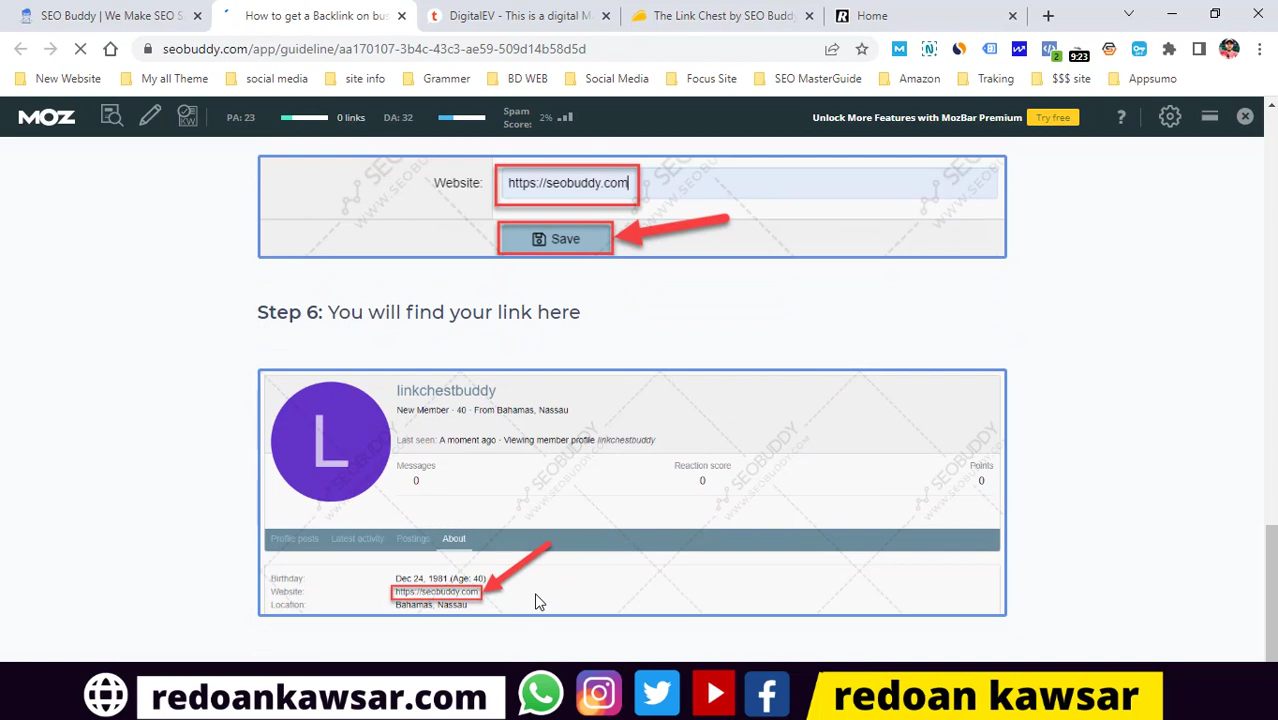 SEO Buddy | We Make SEO S
How to get a Backlink on bus
DigitalEV - This is a digital M
The Link Chest by SEO Buddy
Home
seobuddy.com/app/guideline/aa170107-3b4c-43c3-ae59-509d14b58d5d
2
9:23
New Website
My all Theme
social media
site info
Grammer
BD WEB
Social Media
Focus Site
SEO MasterGuide
Amazon
Traking
$$$ site
Appsumo
MOZ
PA: 23
0 links
DA: 32
Spam
Score:
2%
Unlock More Features with MozBar Premium
Try free
Website:
https://seobuddy.com
Save
Step 6: You will find your link here
L
linkchestbuddy
New Member · 40 · From Bahamas, Nassau
Last seen: A moment ago · Viewing member profile linkchestbuddy
Messages
0
Reaction score
0
Points
0
Profile posts
Latest activity
Postings
About
Birthday:
Dec 24, 1981 (Age: 40)
Website:
https://seobuddy.com
Location:
Bahamas, Nassau
redoankawsar.com
redoan kawsar